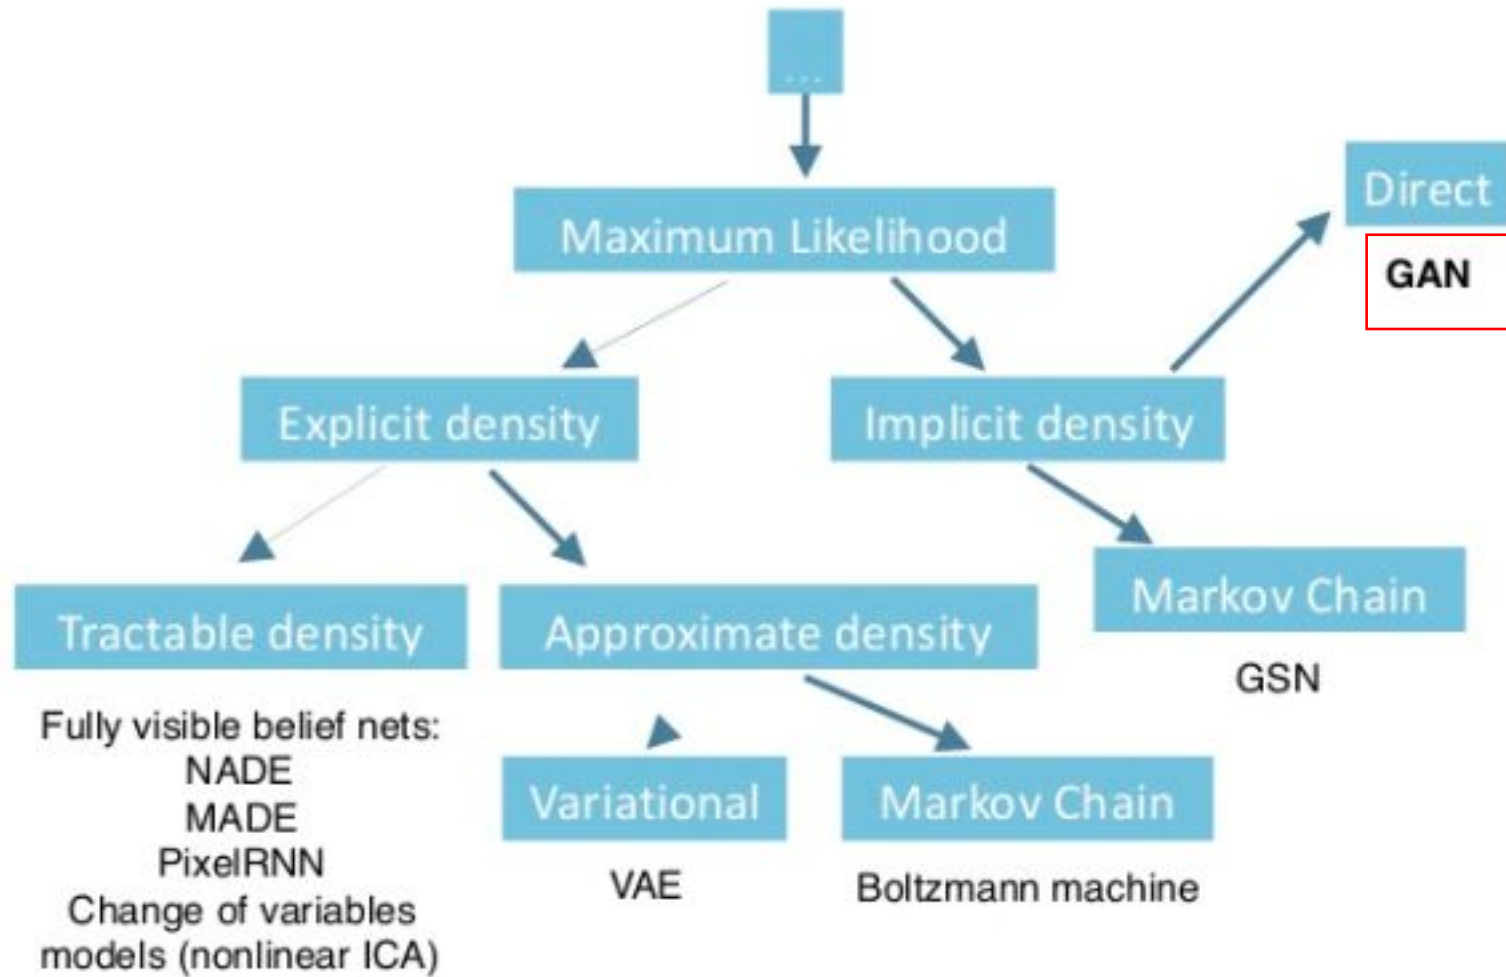 ...
Maximum Likelihood
Direct
GAN
Explicit density
Implicit density
Tractable density
Approximate density
Markov Chain
GSN
Fully visible belief nets:
NADE
MADE
PixelRNN
Change of variables
models (nonlinear ICA)
Variational
VAE
Markov Chain
Boltzmann machine